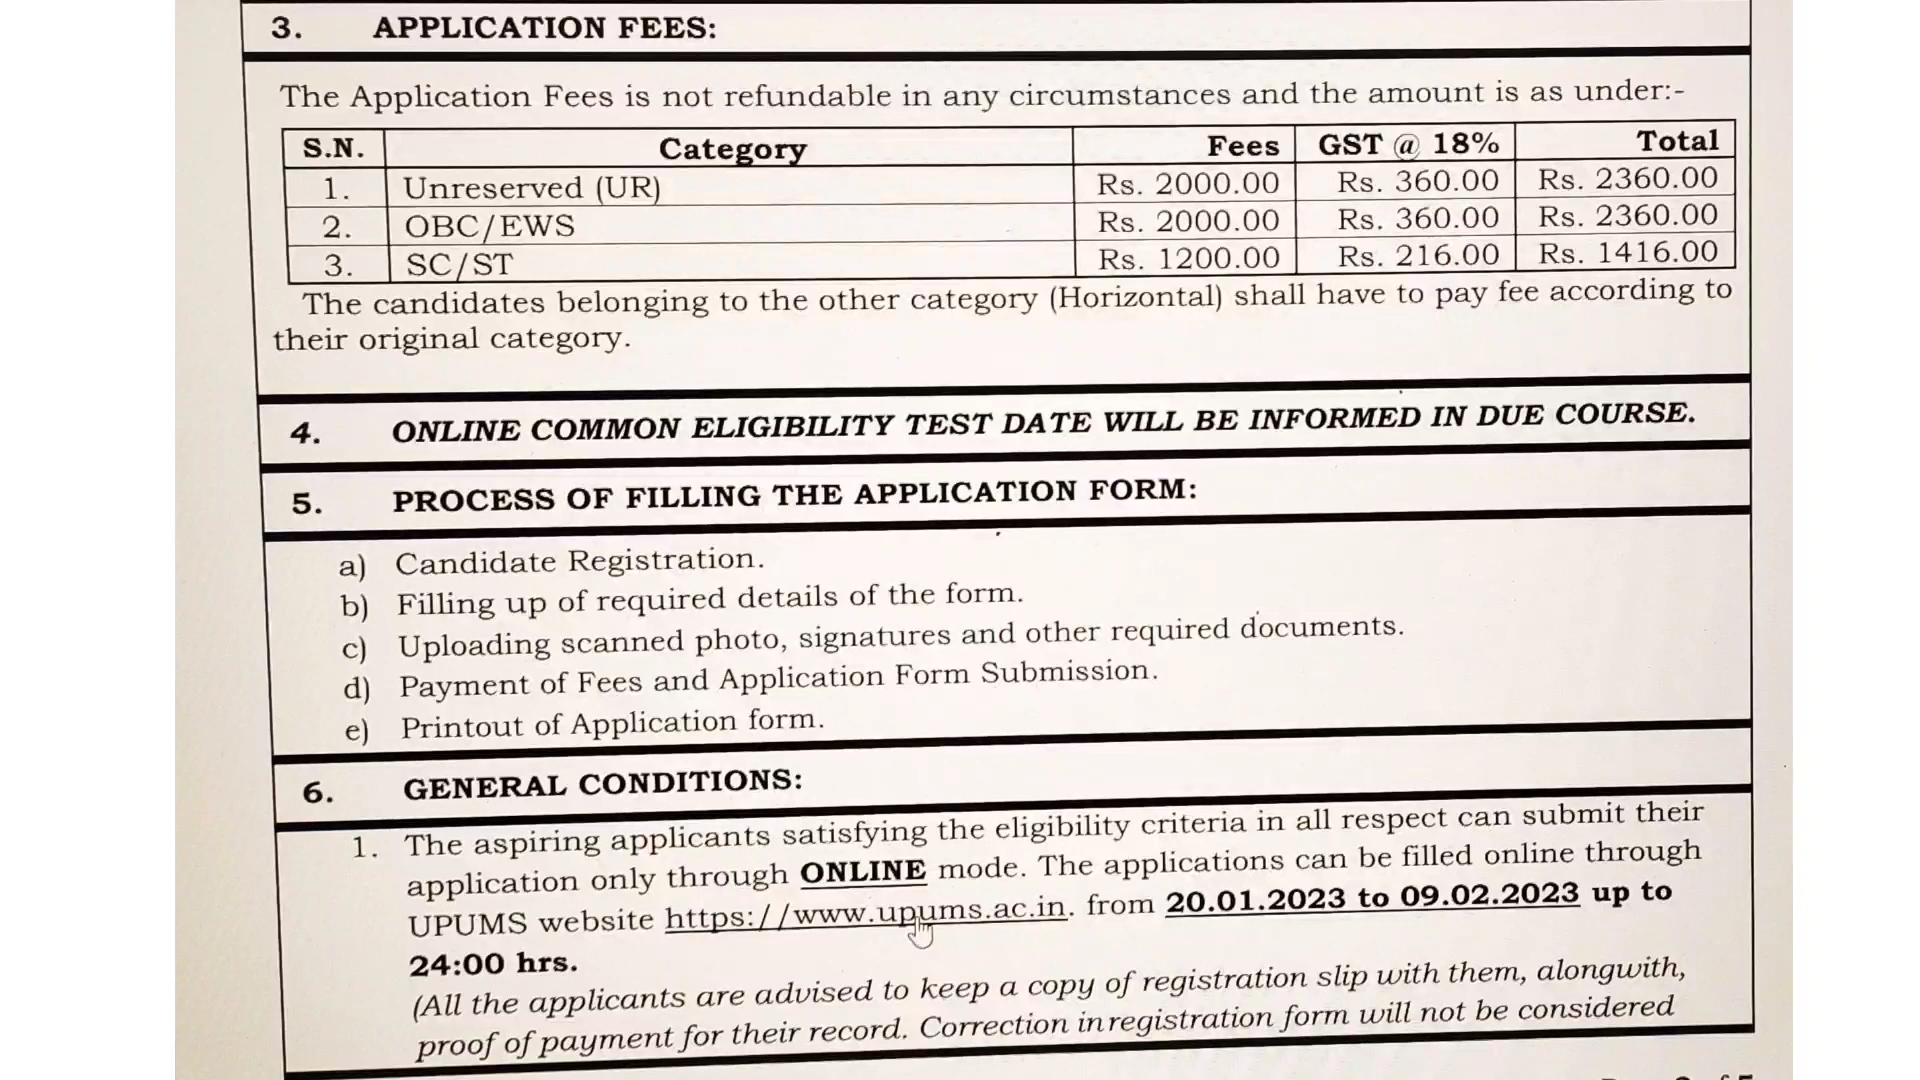 3. APPLICATION FEES:
The Application Fees is not refundable in any circumstances and the amount is as under:-
S.N. Category Fees GST @ 18% Total
1. Unreserved (UR) Rs. 2000.00 Rs. 360.00 Rs. 2360.00
2. OBC/EWS Rs. 2000.00 Rs. 360.00 Rs. 2360.00
3. SC/ST Rs. 1200.00 Rs. 216.00 Rs. 1416.00
The candidates belonging to the other category (Horizontal) shall have to pay fee according to
their original category.
4. ONLINE COMMON ELIGIBILITY TEST DATE WILL BE INFORMED IN DUE COURSE.
5. PROCESS OF FILLING THE APPLICATION FORM:
a) Candidate Registration.
b) Filling up of required details of the form.
c) Uploading scanned photo, signatures and other required documents.
d) Payment of Fees and Application Form Submission.
e) Printout of Application form.
6. GENERAL CONDITIONS:
1. The aspiring applicants satisfying the eligibility criteria in all respect can submit their
application only through ONLINE mode. The applications can be filled online through
UPUMS website https://www.upums.ac.in. from 20.01.2023 to 09.02.2023 up to
24:00 hrs.
(All the applicants are advised to keep a copy of registration slip with them, alongwith,
proof of payment for their record. Correction in registration form will not be considered